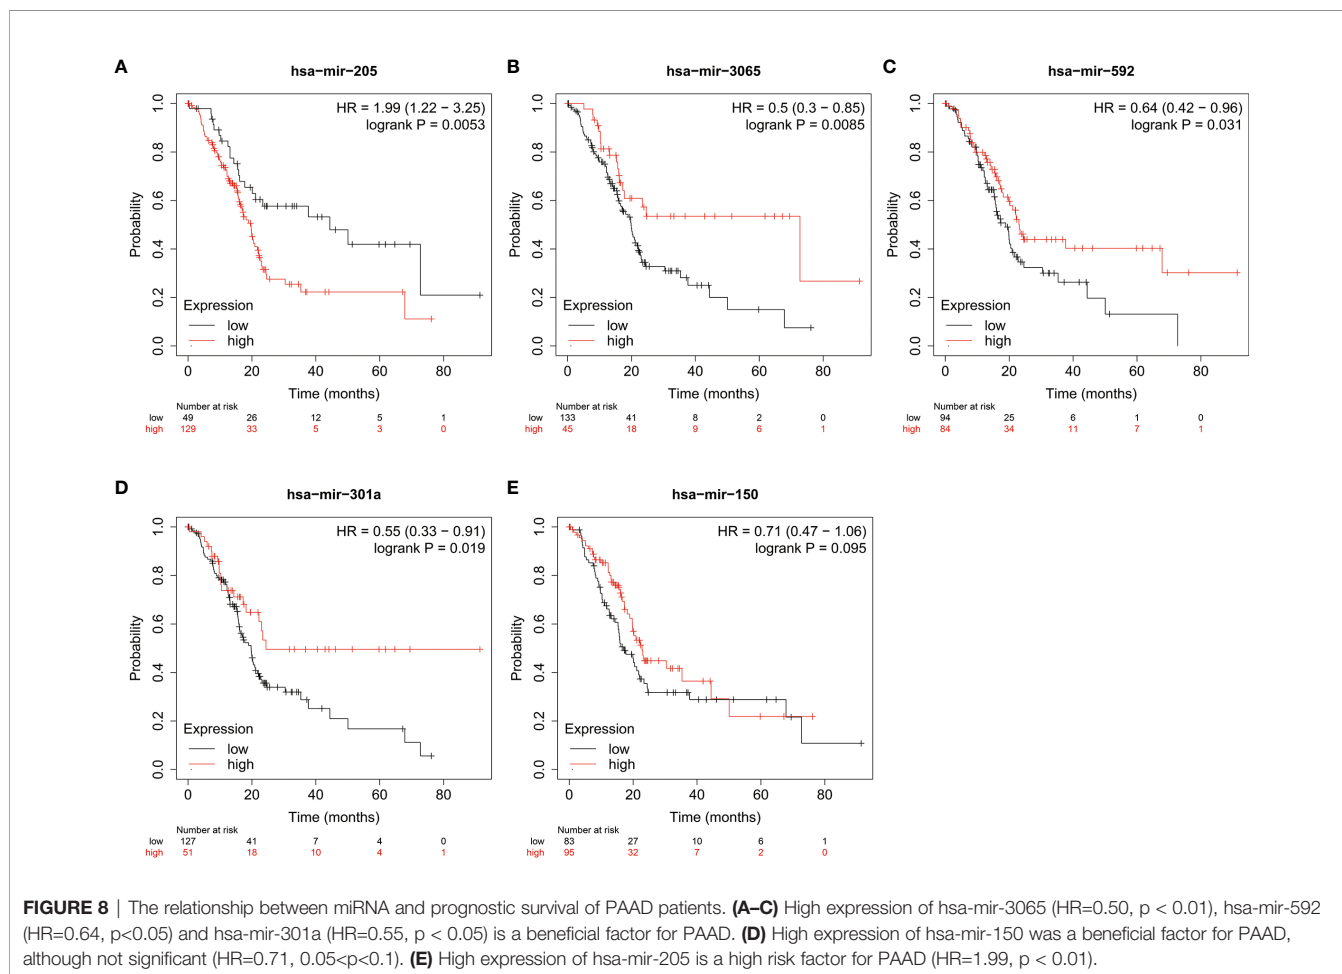 A
hsa-mir-205
HR = 1.99 (1.22 − 3.25)
logrank P = 0.0053
Probability
1.0
0.8
0.6
0.4
0.2
0.0
Expression
low
high
0 20 40 60 80
Time (months)
Number at risk
low 49 26 12 5 1
high 129 33 5 3 0
B
hsa-mir-3065
HR = 0.5 (0.3 − 0.85)
logrank P = 0.0085
Probability
1.0
0.8
0.6
0.4
0.2
0.0
Expression
low
high
0 20 40 60 80
Time (months)
Number at risk
low 133 41 8 2 0
high 45 18 9 6 1
C
hsa-mir-592
HR = 0.64 (0.42 − 0.96)
logrank P = 0.031
Probability
1.0
0.8
0.6
0.4
0.2
0.0
Expression
low
high
0 20 40 60 80
Time (months)
Number at risk
low 94 25 6 1 0
high 84 34 11 7 1
D
hsa-mir-301a
HR = 0.55 (0.33 − 0.91)
logrank P = 0.019
Probability
1.0
0.8
0.6
0.4
0.2
0.0
Expression
low
high
0 20 40 60 80
Time (months)
Number at risk
low 127 41 7 4 0
high 51 18 10 4 1
E
hsa-mir-150
HR = 0.71 (0.47 − 1.06)
logrank P = 0.095
Probability
1.0
0.8
0.6
0.4
0.2
0.0
Expression
low
high
0 20 40 60 80
Time (months)
Number at risk
low 83 27 10 6 1
high 95 32 7 2 0
FIGURE 8 | The relationship between miRNA and prognostic survival of PAAD patients. (A–C) High expression of hsa-mir-3065 (HR=0.50, p < 0.01), hsa-mir-592
(HR=0.64, p<0.05) and hsa-mir-301a (HR=0.55, p < 0.05) is a beneficial factor for PAAD. (D) High expression of hsa-mir-150 was a beneficial factor for PAAD,
although not significant (HR=0.71, 0.05<p<0.1). (E) High expression of hsa-mir-205 is a high risk factor for PAAD (HR=1.99, p < 0.01).